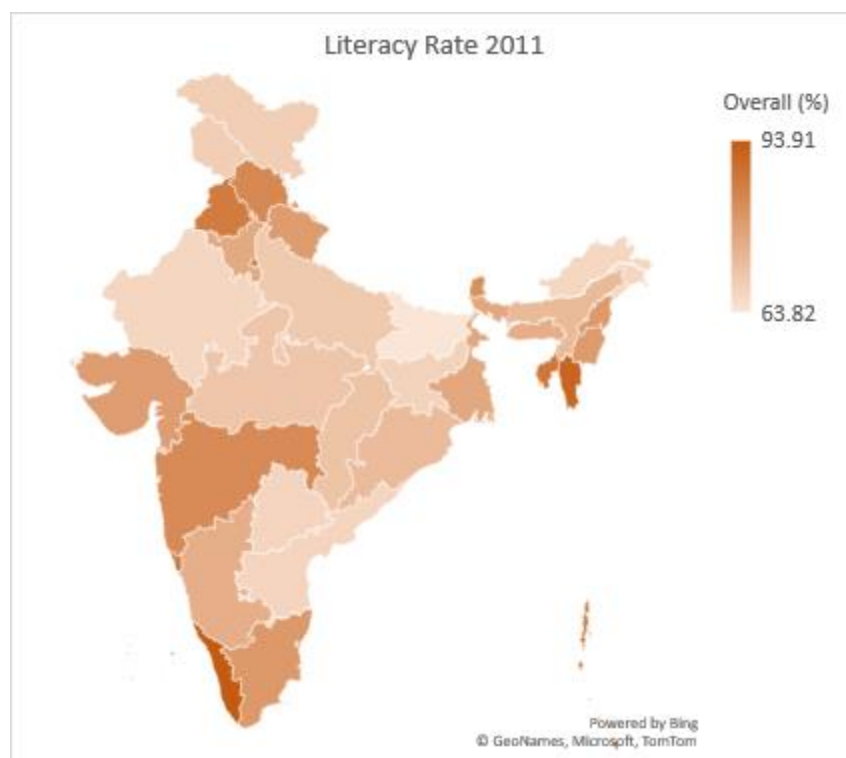 Literacy Rate 2011
Overall (%)
93.91
63.82
Powered by Bing
© GeoNames, Microsoft, TomTom